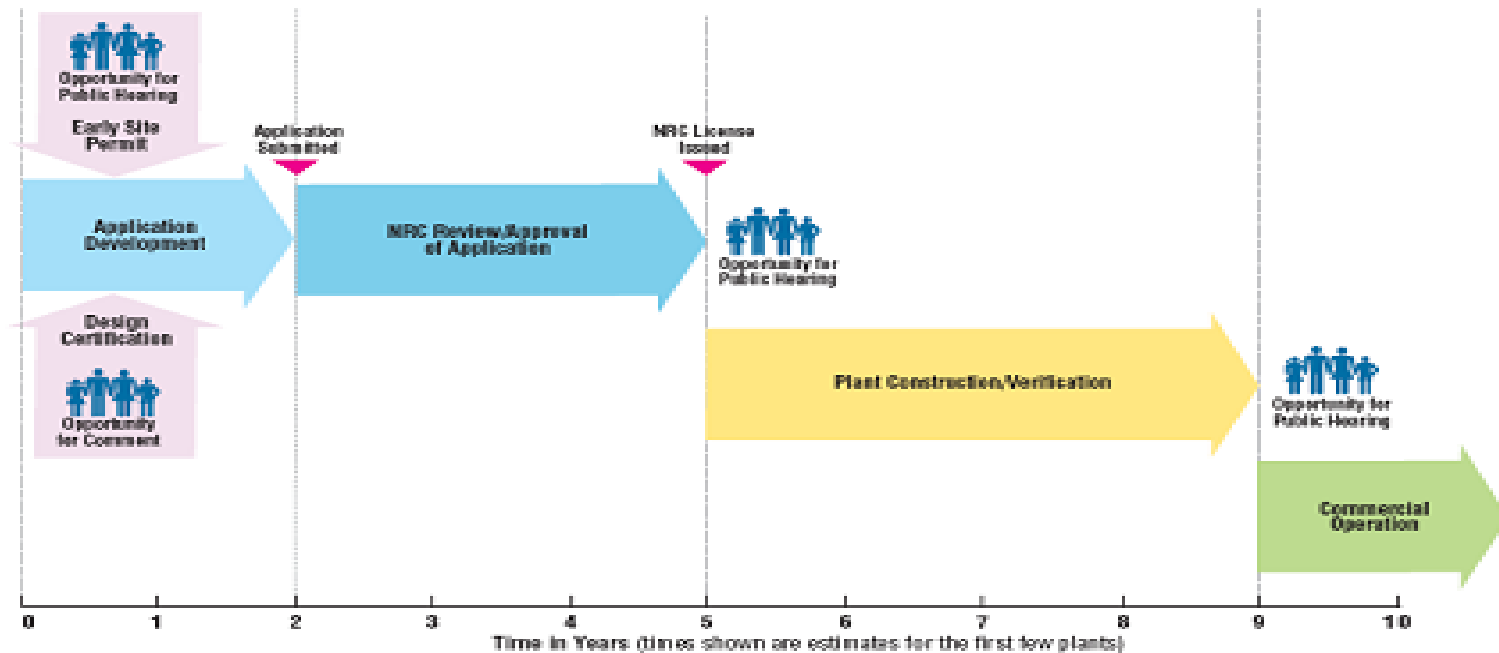 Opportunity for
Public Hearing
Early Site
Permit
Application
Submitted
NRC License
Issued
Application
Development
NRC Review/Approval
of Application
Opportunity for
Public Hearing
Design
Certification
Opportunity
for Comment
Plant Construction/Verification
Opportunity for
Public Hearing
Commercial
Operation
0 1 2 3 4 5 6 7 8 9 10
Time in Years (times shown are estimates for the first few plants)